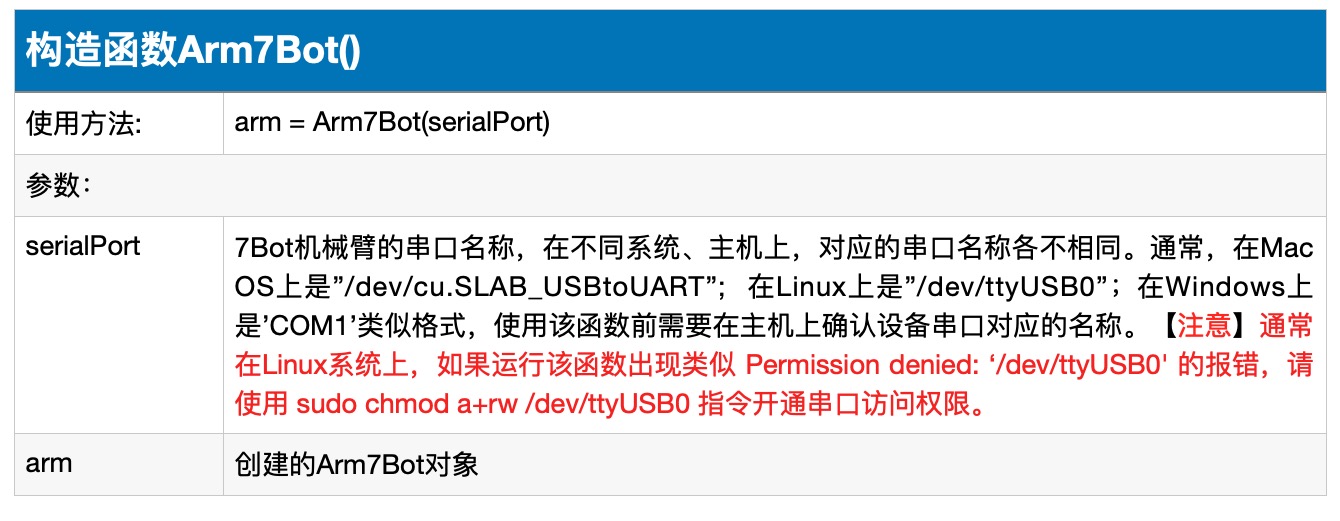 构造函数Arm7Bot()
使用方法:
arm = Arm7Bot(serialPort)
参数：
serialPort
7Bot机械臂的串口名称，在不同系统、主机上，对应的串口名称各不相同。通常，在Mac
OS上是”/dev/cu.SLAB_USBtoUART”；在Linux上是”/dev/ttyUSB0”；在Windows上
是’COM1’类似格式，使用该函数前需要在主机上确认设备串口对应的名称。【注意】通常
在Linux系统上，如果运行该函数出现类似 Permission denied: ‘/dev/ttyUSB0' 的报错，请
使用 sudo chmod a+rw /dev/ttyUSB0 指令开通串口访问权限。
arm
创建的Arm7Bot对象